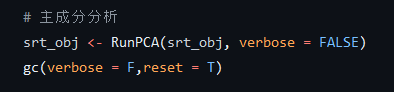 # 主成分分析
srt_obj <- RunPCA(srt_obj, verbose = FALSE)
gc(verbose = F,reset = T)